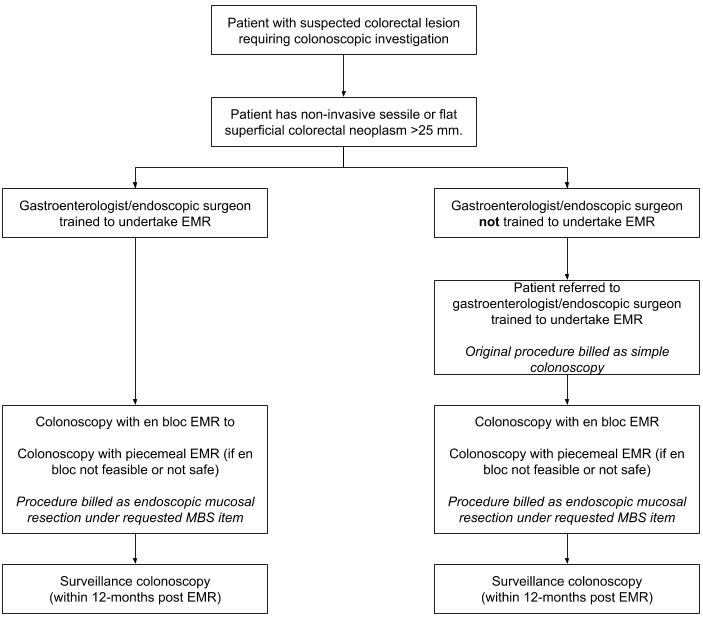 Patient with suspected colorectal lesion
requiring colonoscopic investigation
Patient has non-invasive sessile or flat
superficial colorectal neoplasm >25 mm.
Gastroenterologist/endoscopic surgeon
trained to undertake EMR
Gastroenterologist/endoscopic surgeon
not trained to undertake EMR
Patient referred to
gastroenterologist/endoscopic surgeon
trained to undertake EMR
Original procedure billed as simple
colonoscopy
Colonoscopy with en bloc EMR to
Colonoscopy with piecemeal EMR (if en
bloc not feasible or not safe)
Procedure billed as endoscopic mucosal
resection under requested MBS item
Colonoscopy with en bloc EMR
Colonoscopy with piecemeal EMR (if en
bloc not feasible or not safe)
Procedure billed as endoscopic mucosal
resection under requested MBS item
Surveillance colonoscopy
(within 12-months post EMR)
Surveillance colonoscopy
(within 12-months post EMR)